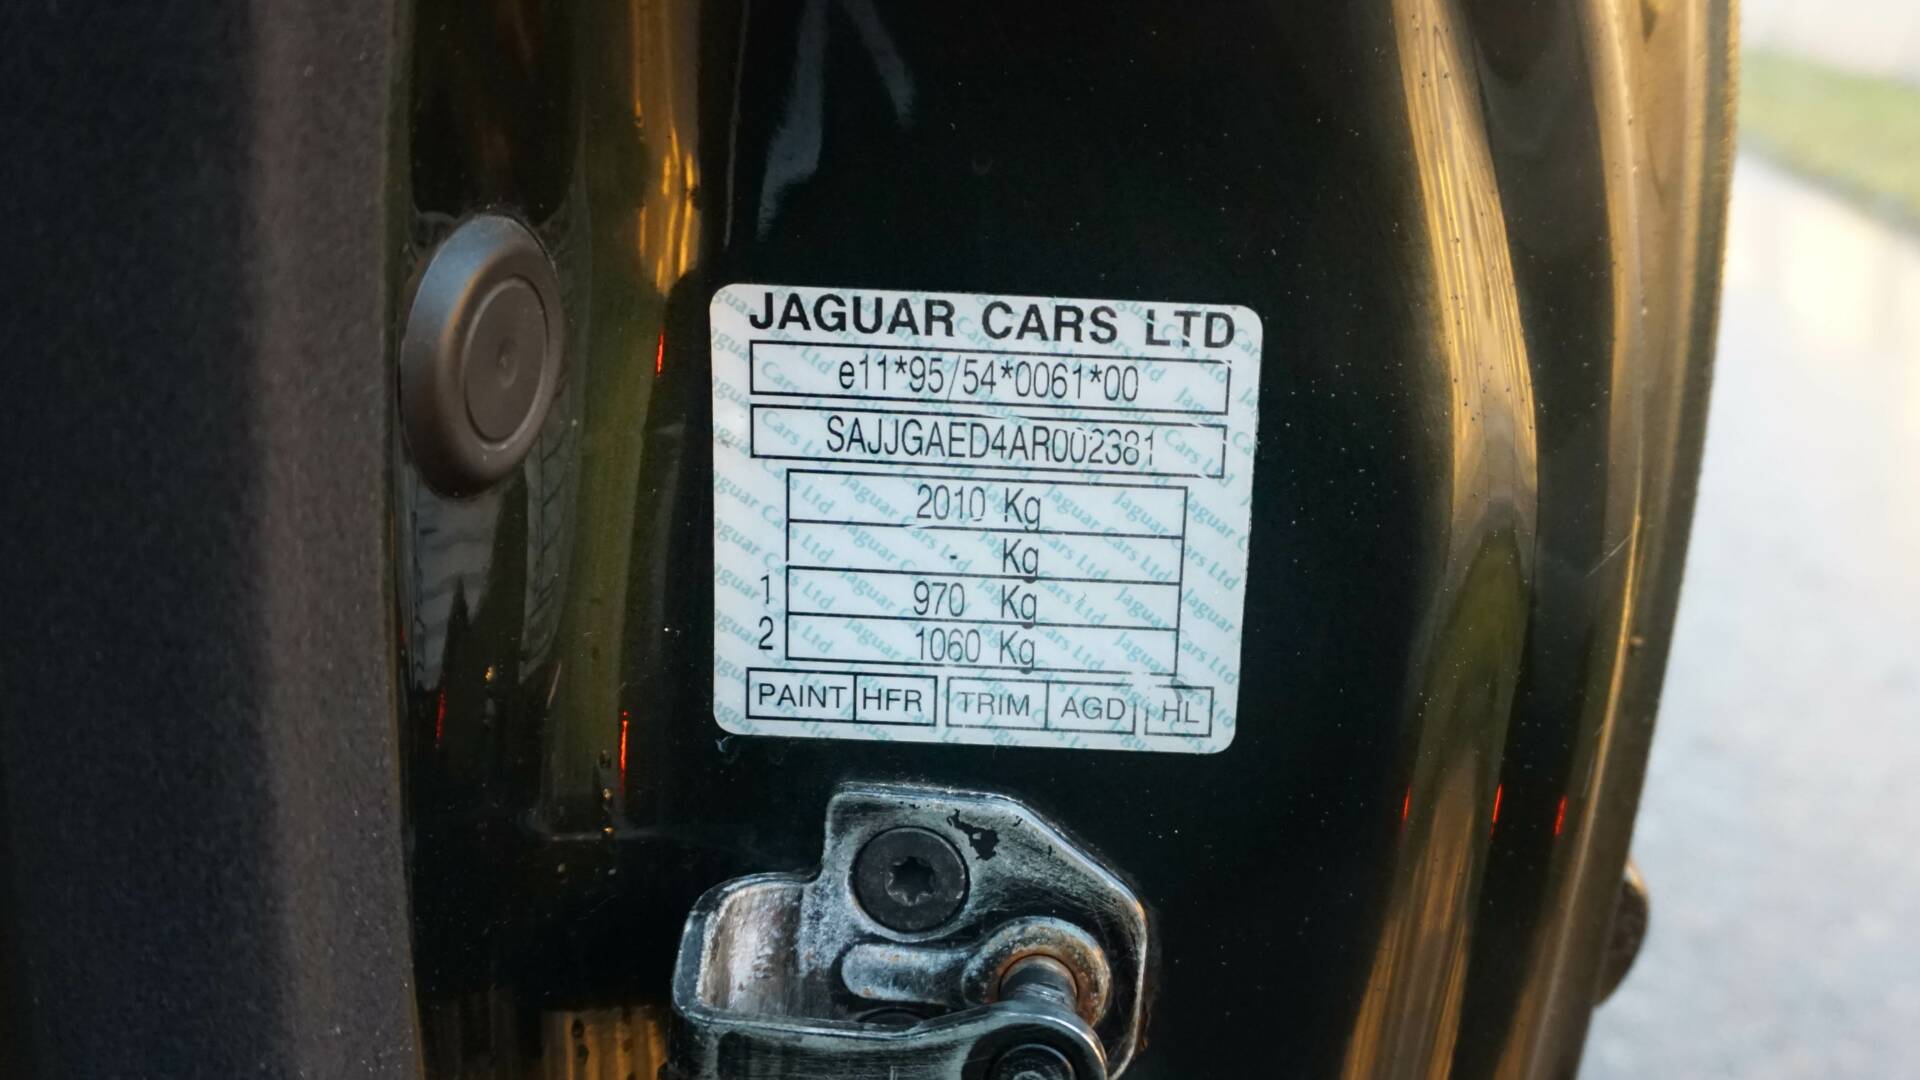 JAGUAR CARS LTD
e11*95/54*0061*00
SAJJGAED4AR002381
2010 Kg
- Kg
1 970 Kg
2 1060 Kg
PAINT HFR TRIM AGD HL